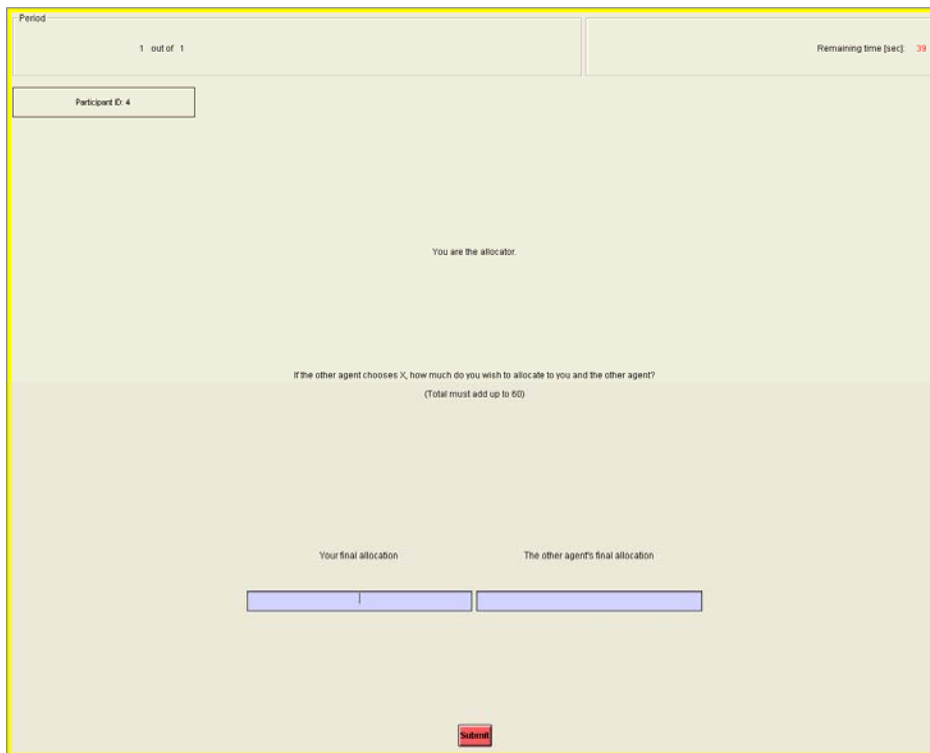 Period
1 out of 1
Remaining time [sec]: 39
Participant ID: 4
You are the allocator.
If the other agent chooses X, how much do you wish to allocate to you and the other agent?
(Total must add up to 60)
Your final allocation
The other agent's final allocation
Submit